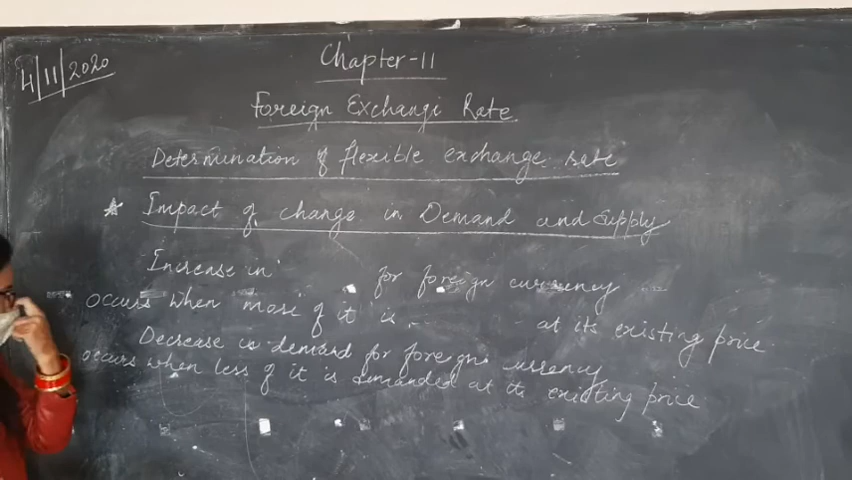 4/11/2020
Chapter-11
Foreign Exchange Rate
Determination of flexible exchange rate
* Impact of change in Demand and Supply
Increase in for foreign currency
occurs when more of it is at its existing price
Decrease in demand for foreign currency
occurs when less of it is demanded at its existing price